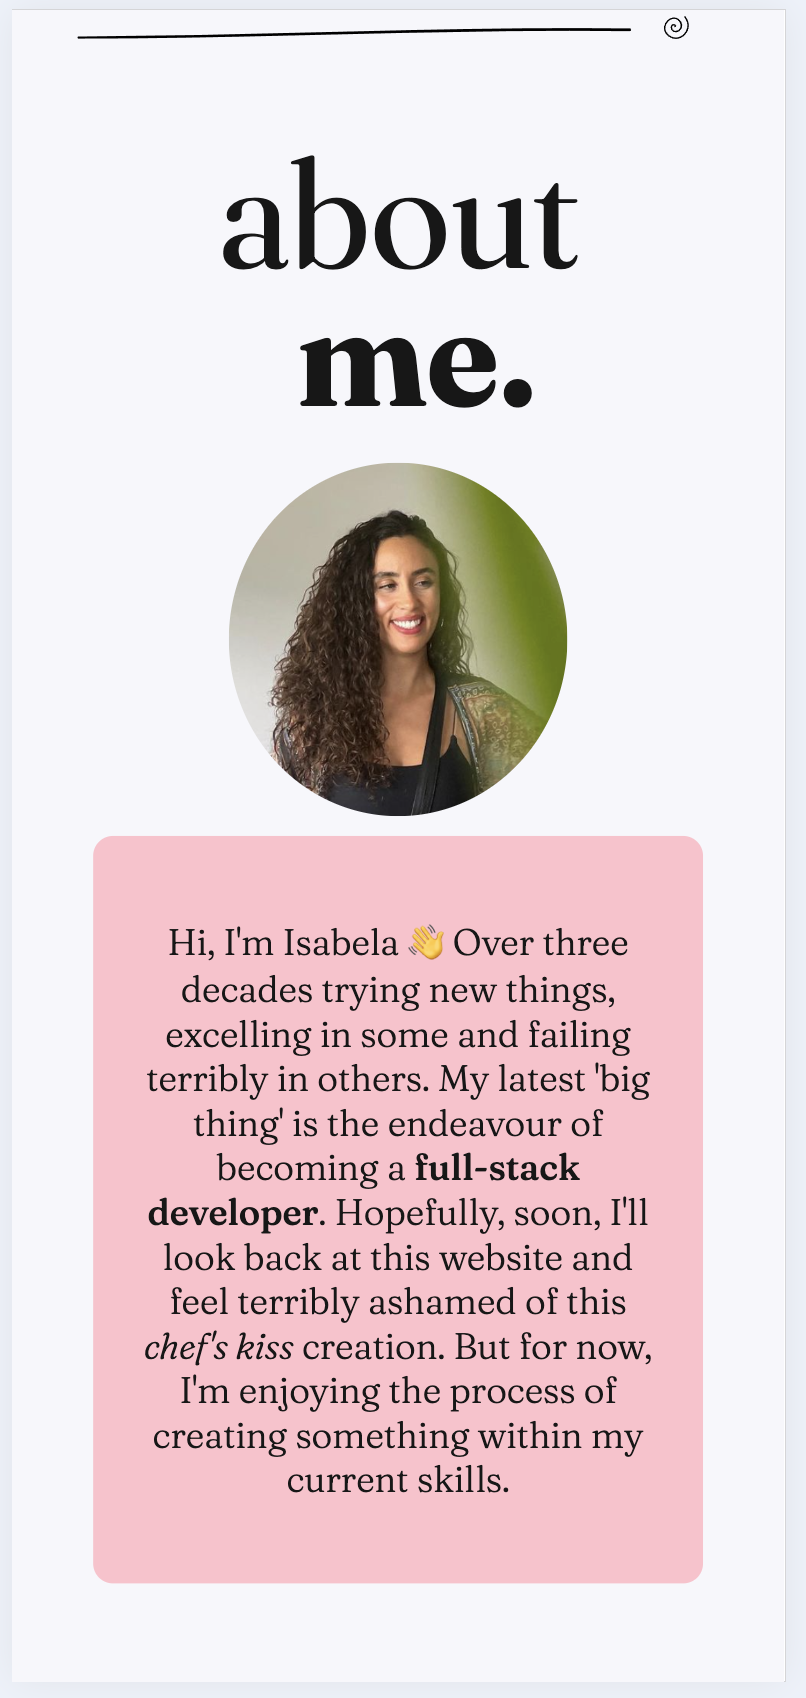 about
me.
Hi, I'm Isabela 👋 Over three
decades trying new things,
excelling in some and failing
terribly in others. My latest 'big
thing' is the endeavour of
becoming a full-stack
developer. Hopefully, soon, I'll
look back at this website and
feel terribly ashamed of this
chef's kiss creation. But for now,
I'm enjoying the process of
creating something within my
current skills.